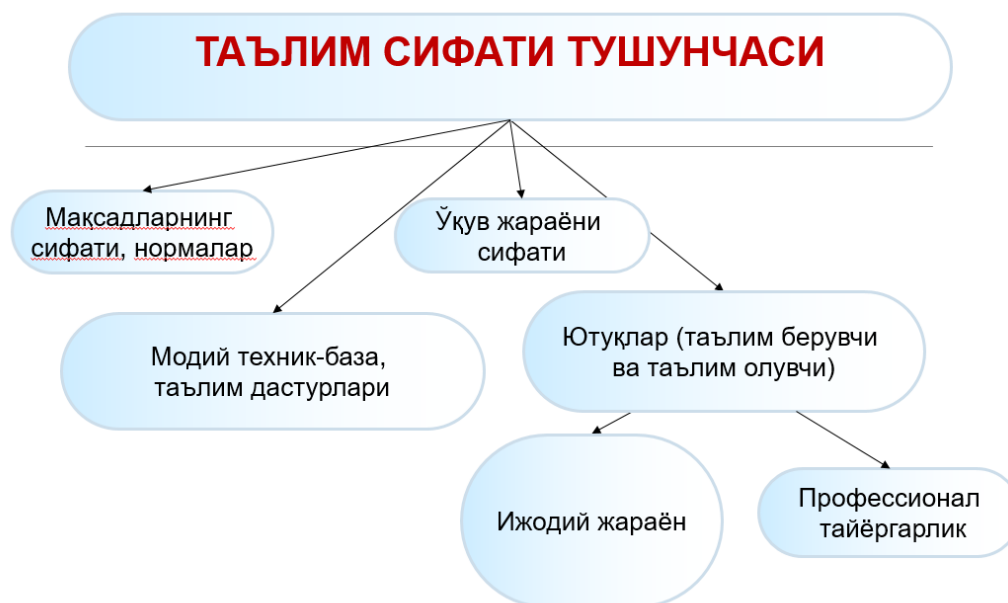 ТАЪЛИМ СИФАТИ ТУШУНЧАСИ
Мақсадларнинг
сифати, нормалар
Ўқув жараёни
сифати
Модий техник-база,
таълим дастурлари
Ютуқлар (таълим берувчи
ва таълим олувчи)
Ижодий жараён
Профессионал
тайёргарлик